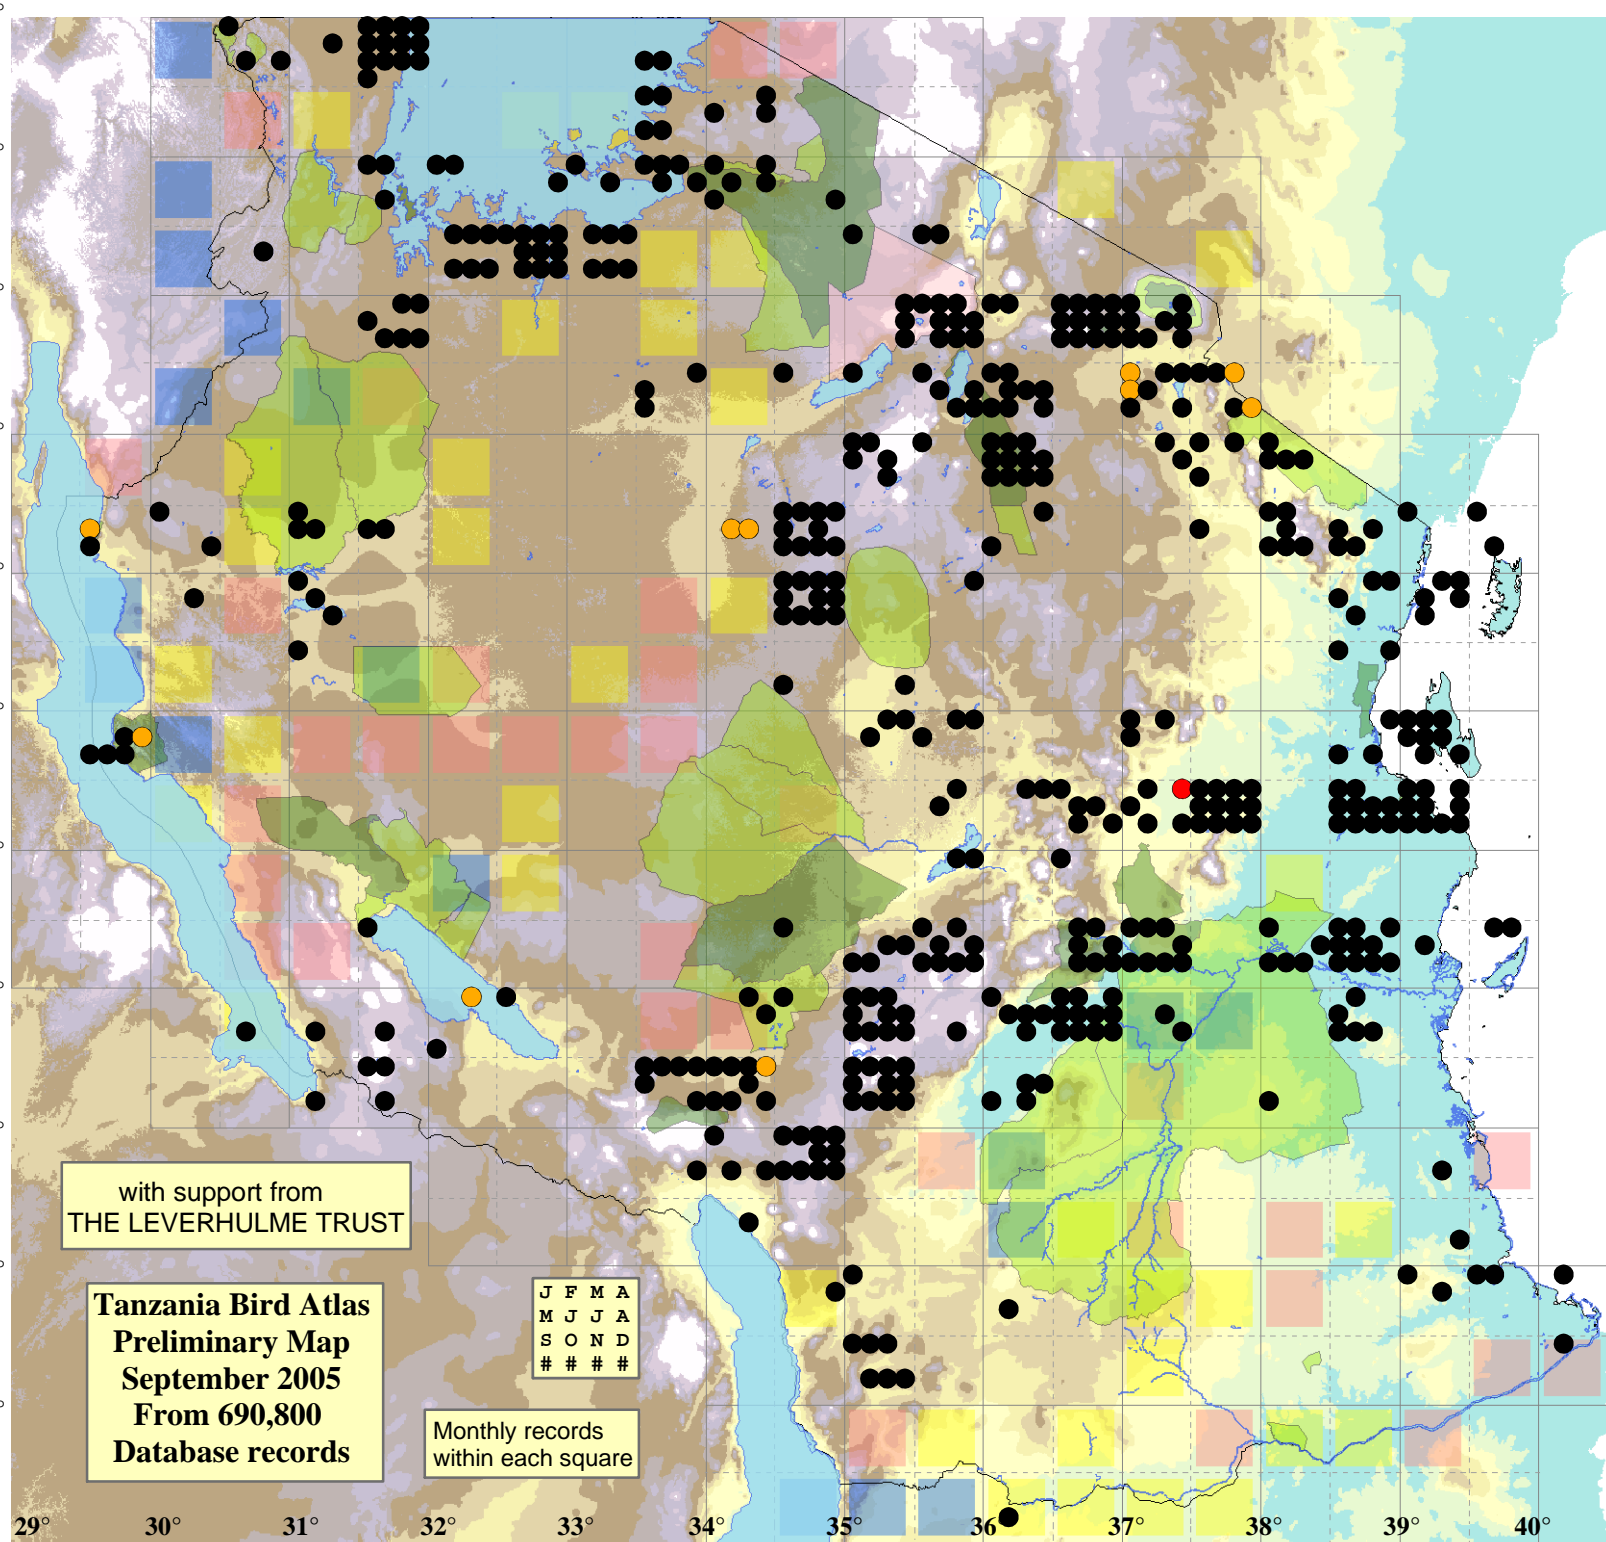 with support from
THE LEVERHULME TRUST
Tanzania Bird Atlas
Preliminary Map
September 2005
From 690,800
Database records
J F M A
M J J A
S O N D
# # # #
Monthly records
within each square
29° 30° 31° 32° 33° 34° 35° 36° 37° 38° 39° 40°